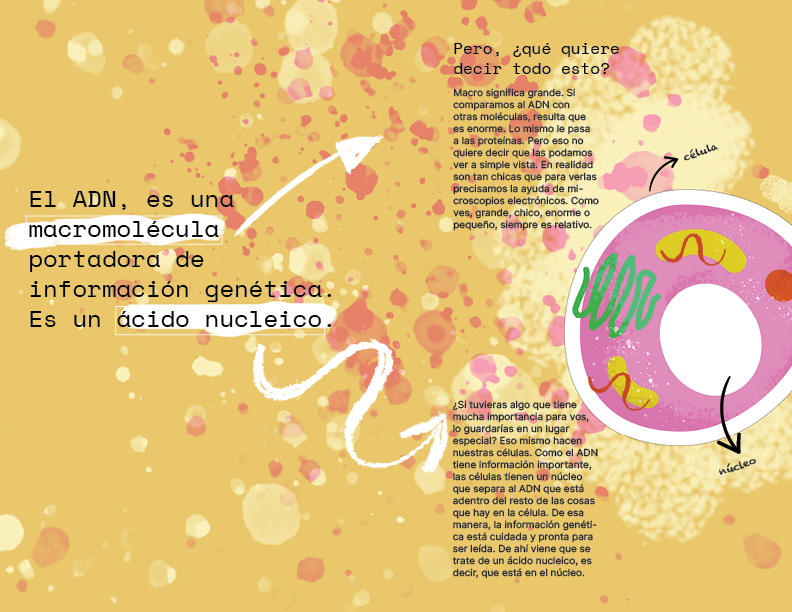 El ADN, es una
macromolécula
portadora de
información genética.
Es un ácido nucleico.
Pero, ¿qué quiere
decir todo esto?
Macro significa grande. Si
comparamos al ADN con
otras moléculas, resulta que
es enorme. Lo mismo le pasa
a las proteínas. Pero eso no
quiere decir que las podamos
ver a simple vista. En realidad
son tan chicas que para verlas
precisamos la ayuda de mi-
croscopios electrónicos. Como
ves, grande, chico, enorme o
pequeño, siempre es relativo.
célula
núcleo
¿Si tuvieras algo que tiene
mucha importancia para vos,
lo guardarías en un lugar
especial? Eso mismo hacen
nuestras células. Como el ADN
tiene información importante,
las células tienen un núcleo
que separa al ADN que está
adentro del resto de las cosas
que hay en la célula. De esa
manera, la información genéti-
ca está cuidada y pronta para
ser leída. De ahí viene que se
trate de un ácido nucleico, es
decir, que está en el núcleo.